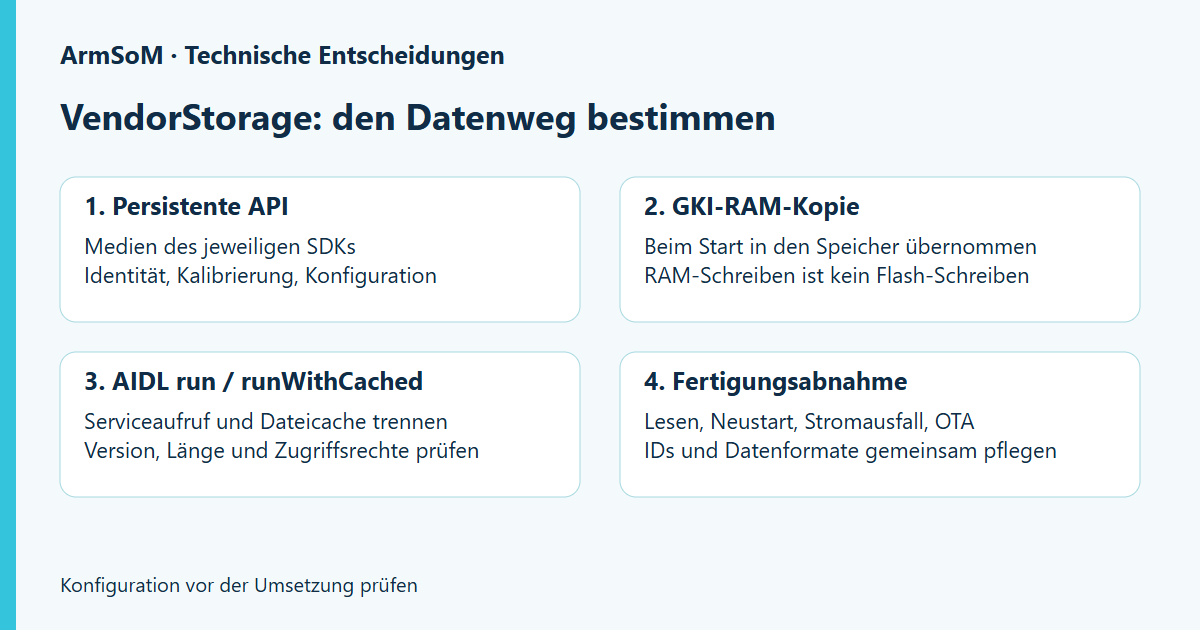 ArmSoM · Technische Entscheidungen
VendorStorage: den Datenweg bestimmen
1. Persistente API
Medien des jeweiligen SDKs
Identität, Kalibrierung, Konfiguration
2. GKI-RAM-Kopie
Beim Start in den Speicher übernommen
RAM-Schreiben ist kein Flash-Schreiben
3. AIDL run / runWithCached
Serviceaufruf und Dateicache trennen
Version, Länge und Zugriffsrechte prüfen
4. Fertigungsabnahme
Lesen, Neustart, Stromausfall, OTA
IDs und Datenformate gemeinsam pflegen
Konfiguration vor der Umsetzung prüfen